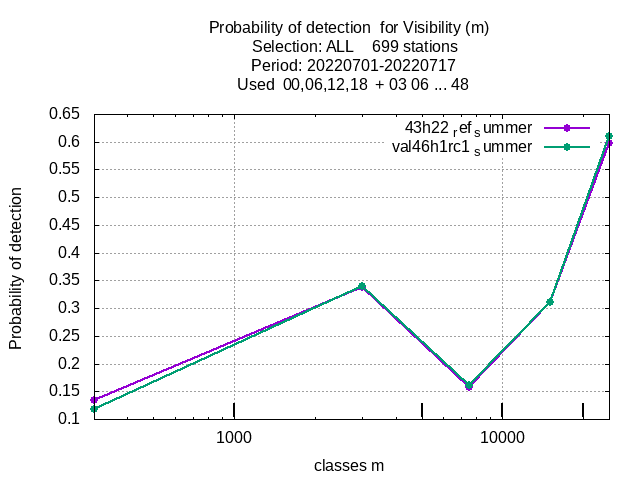 Probability of detection for Visibility (m)
Selection: ALL 699 stations
Period: 20220701-20220717
Used 00,06,12,18 + 03 06 ... 48
0.65
0.6
0.55
0.5
0.45
0.4
0.35
0.3
0.25
0.2
0.15
0.1
Probability of detection
43h22 ref summer
val46h1rc1 summer
1000
10000
classes m